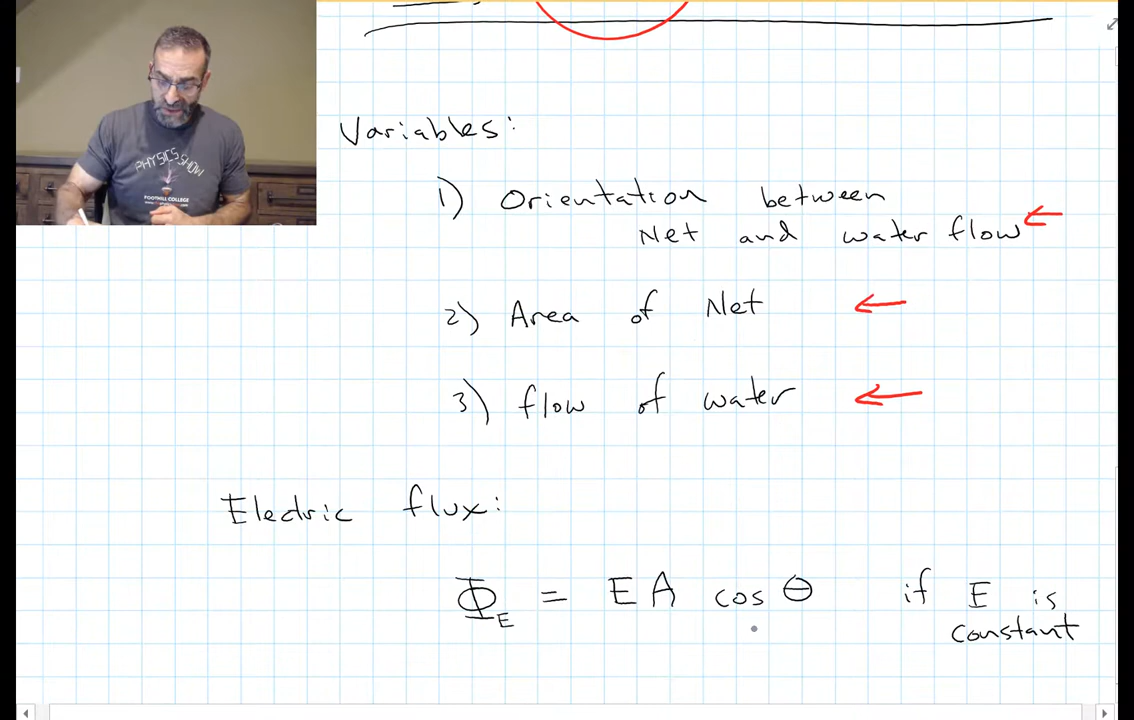 PHYSICS SHOW
FOOTHILL COLLEGE
Variables:
1) Orientation between
Net and water flow
2) Area of Net
3) flow of water
Electric flux:
Φ_E = E A cos Θ if E is
constant